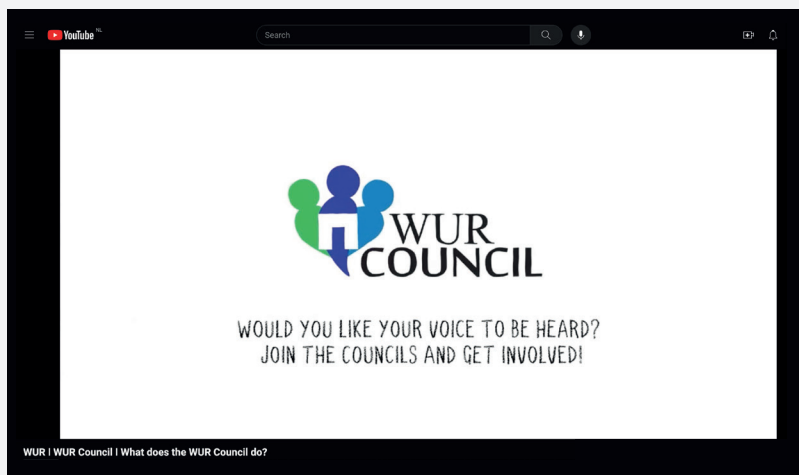 YouTube NL
Search
WUR
COUNCIL
WOULD YOU LIKE YOUR VOICE TO BE HEARD?
JOIN THE COUNCILS AND GET INVOLVED!
WUR | WUR Council | What does the WUR Council do?